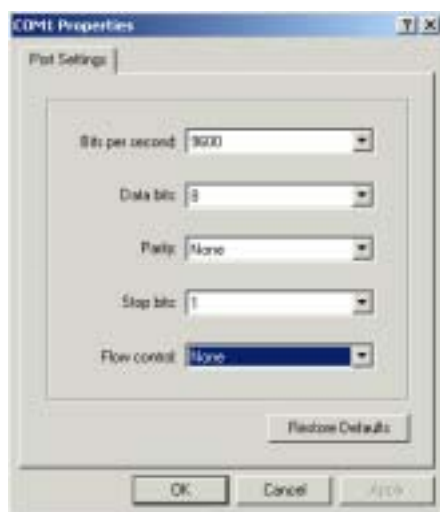 COM1 Properties
Port Settings
Bits per second: 9600
Data bits: 8
Parity: None
Stop bits: 1
Flow control: None
Restore Defaults
OK Cancel Apply